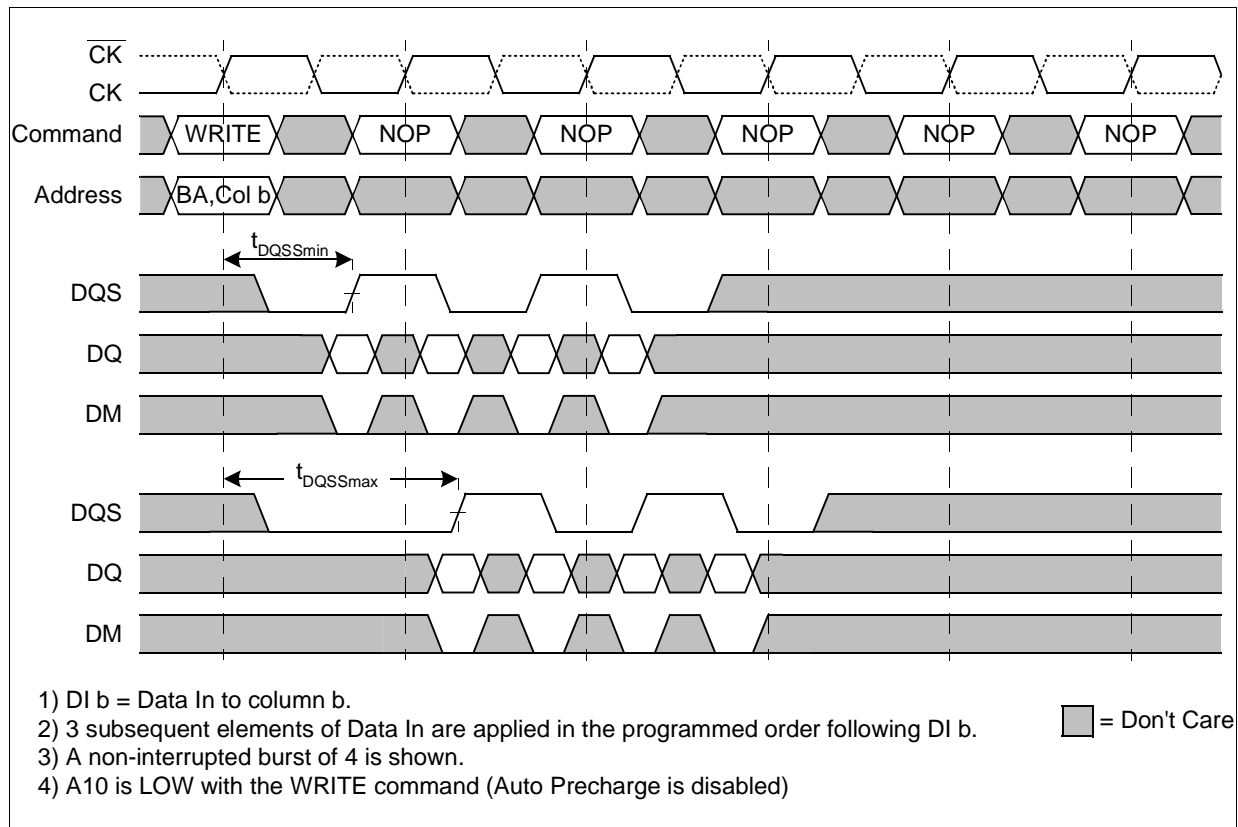 CK
CK
Command WRITE NOP NOP NOP NOP NOP
Address BA,Col b
tDQSSmin
DQS
DQ
DM
tDQSSmax
DQS
DQ
DM
1) DI b = Data In to column b.
2) 3 subsequent elements of Data In are applied in the programmed order following DI b.
= Don't Care
3) A non-interrupted burst of 4 is shown.
4) A10 is LOW with the WRITE command (Auto Precharge is disabled)